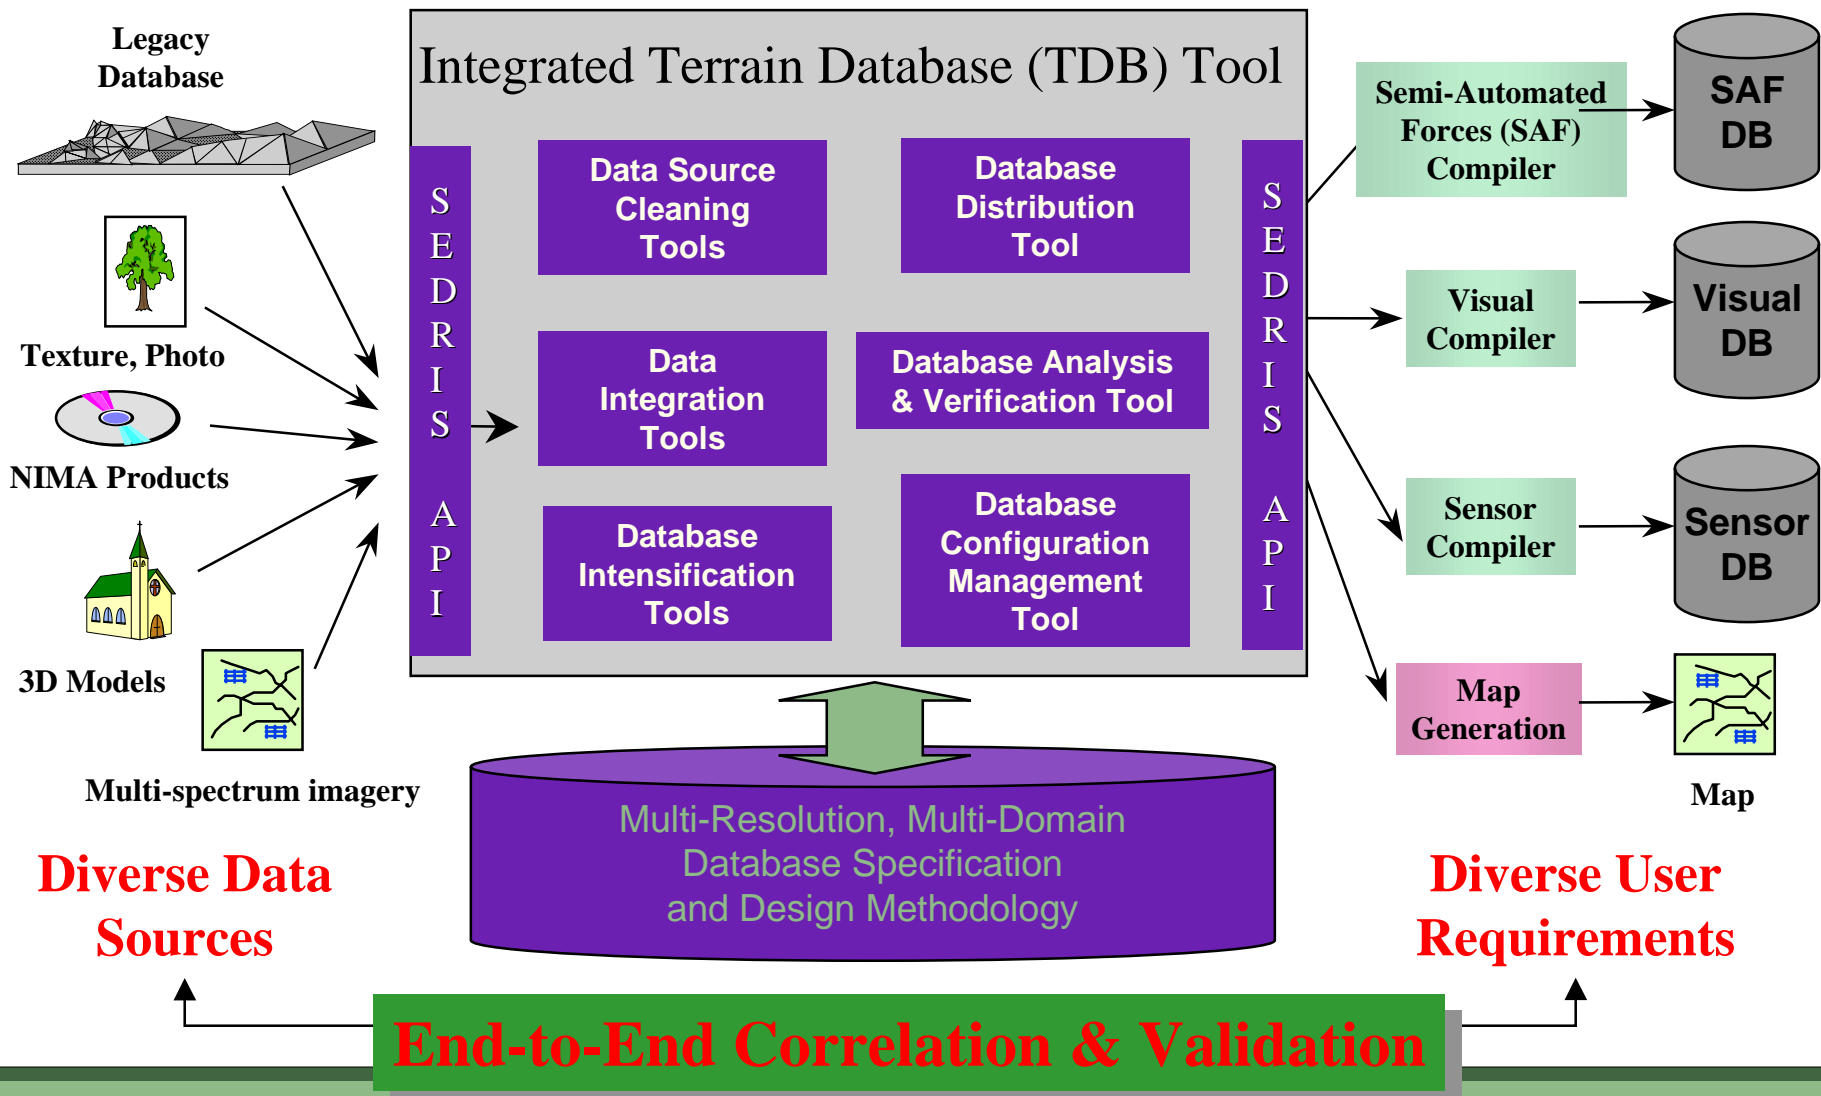 Legacy
Database
Texture, Photo
NIMA Products
3D Models
Multi-spectrum imagery
Diverse Data
Sources
Integrated Terrain Database (TDB) Tool
S
E
D
R
I
S
A
P
I
Data Source
Cleaning
Tools
Data
Integration
Tools
Database
Intensification
Tools
Database
Distribution
Tool
Database Analysis
& Verification Tool
Database
Configuration
Management
Tool
S
E
D
R
I
S
A
P
I
Multi-Resolution, Multi-Domain
Database Specification
and Design Methodology
Semi-Automated
Forces (SAF)
Compiler
SAF
DB
Visual
Compiler
Visual
DB
Sensor
Compiler
Sensor
DB
Map
Generation
Map
Diverse User
Requirements
End-to-End Correlation & Validation